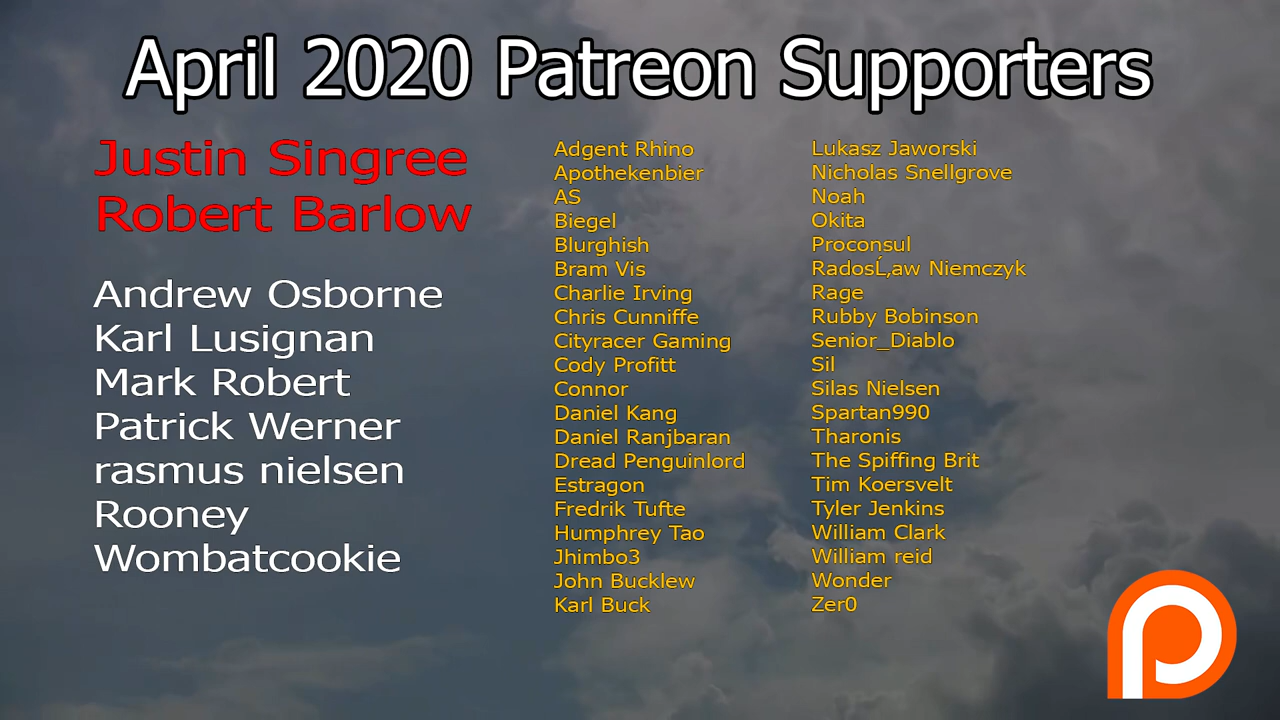 April 2020 Patreon Supporters
Justin Singree
Robert Barlow
Andrew Osborne
Karl Lusignan
Mark Robert
Patrick Werner
rasmus nielsen
Rooney
Wombatcookie
Adgent Rhino
Apothekenbier
AS
Biegel
Blurghish
Bram Vis
Charlie Irving
Chris Cunniffe
Cityracer Gaming
Cody Profitt
Connor
Daniel Kang
Daniel Ranjbaran
Dread Penguinlord
Estragon
Fredrik Tufte
Humphrey Tao
Jhimbo3
John Bucklew
Karl Buck
Lukasz Jaworski
Nicholas Snellgrove
Noah
Okita
Proconsul
RadosĹ‚aw Niemczyk
Rage
Rubby Bobinson
Senior_Diablo
Sil
Silas Nielsen
Spartan990
Tharonis
The Spiffing Brit
Tim Koersvelt
Tyler Jenkins
William Clark
William reid
Wonder
Zer0